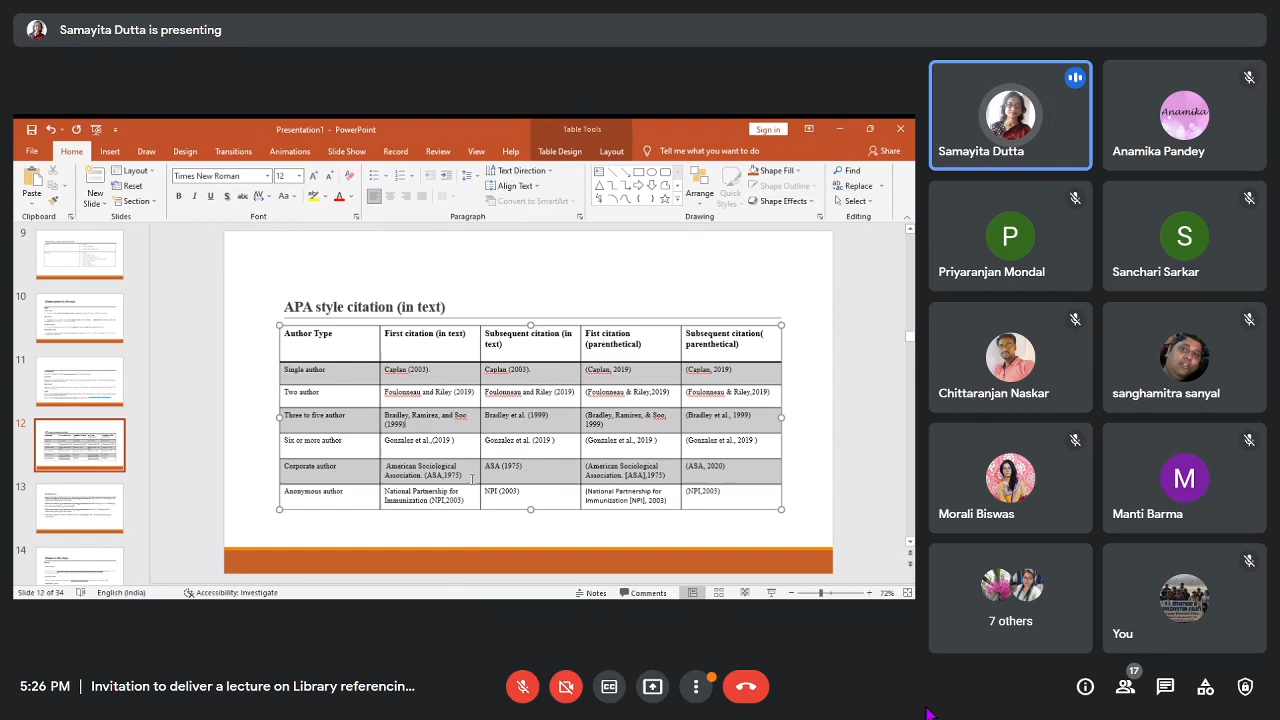 Samayita Dutta is presenting
Presentation1 - PowerPoint
Table Tools
Sign in
File Home Insert Draw Design Transitions Animations Slide Show Record Review View Help Table Design Layout Tell me what you want to do Share
Paste
Clipboard
New
Slide
Layout
Reset
Section
Slides
Times New Roman 12
Font
Text Direction
Align Text
Convert to SmartArt
Paragraph
Arrange
Quick
Styles
Shape Fill
Shape Outline
Shape Effects
Drawing
Find
Replace
Select
Editing
9
10
11
12
13
14
APA style citation (in text)
Author Type First citation (in text) Subsequent citation (in text) Fist citation (parenthetical) Subsequent citation( parenthetical)
Single author Caplan (2003). Caplan (2003). (Caplan, 2019) (Caplan, 2019)
Two author Foulonneau and Riley (2019) Foulonneau and Riley (2019) (Foulonneau & Riley,2019) (Foulonneau & Riley,2019)
Three to five author Bradley, Ramirez, and Soo (1999) Bradley et al. (1999) (Bradley, Ramirez, & Soo, 1999) (Bradley et al., 1999)
Six or more author Gonzalez et al.,(2019 ) Gonzalez et al. (2019 ) (Gonzalez et al., 2019 ) (Gonzalez et al., 2019 )
Corporate author American Sociological Association. (ASA,1975) ASA (1975) (American Sociological Association. [ASA],1975) (ASA, 2020)
Anonymous author National Partnership for Immunization (NPI,2003) NPI (2003) (National Partnership for Immunization [NPI], 2003) (NPI,2003)
Slide 12 of 34 English (India) Accessibility: Investigate Notes Comments 72%
Samayita Dutta
Anamika
Anamika Pandey
P
Priyaranjan Mondal
S
Sanchari Sarkar
Chittaranjan Naskar
sanghamitra sanyal
Morali Biswas
M
Manti Barma
7 others
You
5:26 PM | Invitation to deliver a lecture on Library referencin...
17